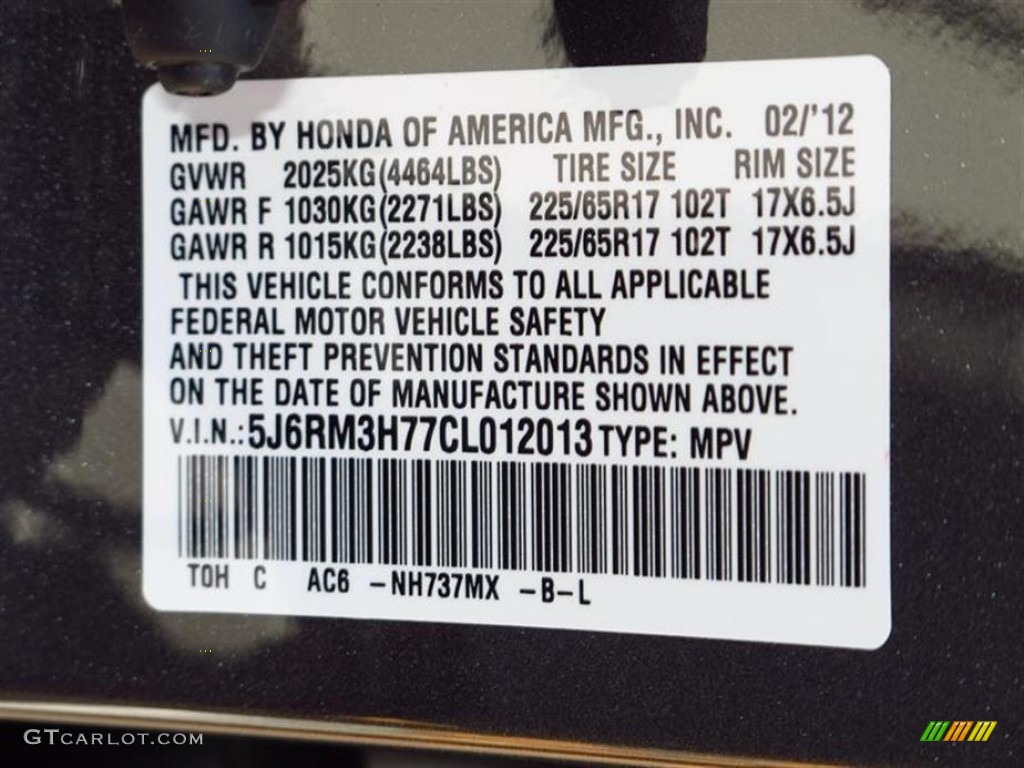 MFD. BY HONDA OF AMERICA MFG., INC. 02/'12
GVWR 2025KG(4464LBS) TIRE SIZE RIM SIZE
GAWR F 1030KG(2271LBS) 225/65R17 102T 17X6.5J
GAWR R 1015KG(2238LBS) 225/65R17 102T 17X6.5J
THIS VEHICLE CONFORMS TO ALL APPLICABLE
FEDERAL MOTOR VEHICLE SAFETY
AND THEFT PREVENTION STANDARDS IN EFFECT
ON THE DATE OF MANUFACTURE SHOWN ABOVE.
V.I.N.:5J6RM3H77CL012013 TYPE: MPV
TOH C AC6 -NH737MX -B-L
GTCARLOT.COM